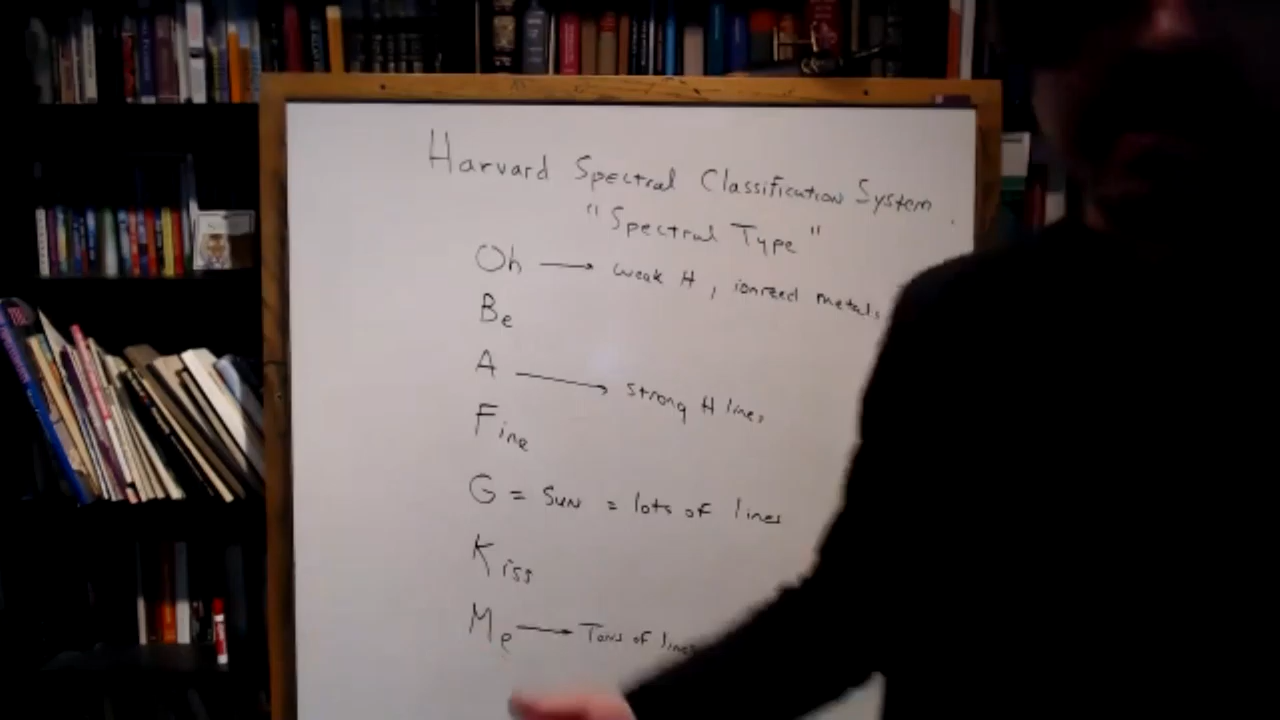 Harvard Spectral Classification System
"Spectral Type"
Oh → weak H, ionized metals
Be
A → strong H lines
Fine
G = Sun = lots of lines
Kiss
Me → Tons of lines